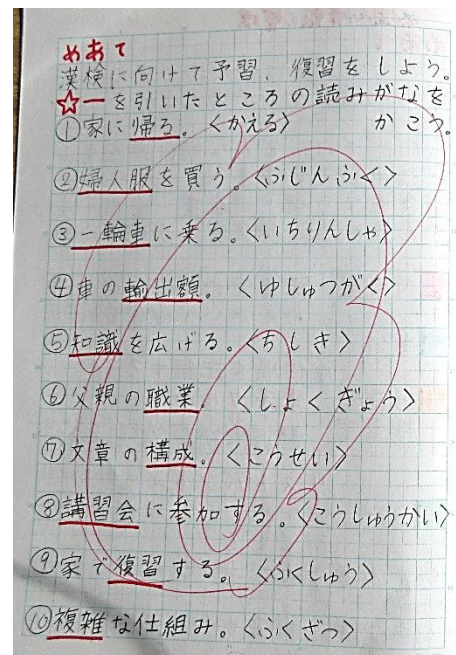 めあて
漢検に向けて予習、復習をしよう。
☆一を引いたところの読みがなを
かこう。
①家に帰る。〈かえる〉
②婦人服を買う。〈ふじんふく〉
③一輪車に乗る。〈いちりんしゃ〉
④車の輸出額。〈ゆしゅつがく〉
⑤知識を広げる。〈ちしき〉
⑥父親の職業。〈しょくぎょう〉
⑦文章の構成。〈こうせい〉
⑧講習会に参加する。〈こうしゅうかい〉
⑨家で復習する。〈ふくしゅう〉
⑩複雑な仕組み。〈ふくざつ〉